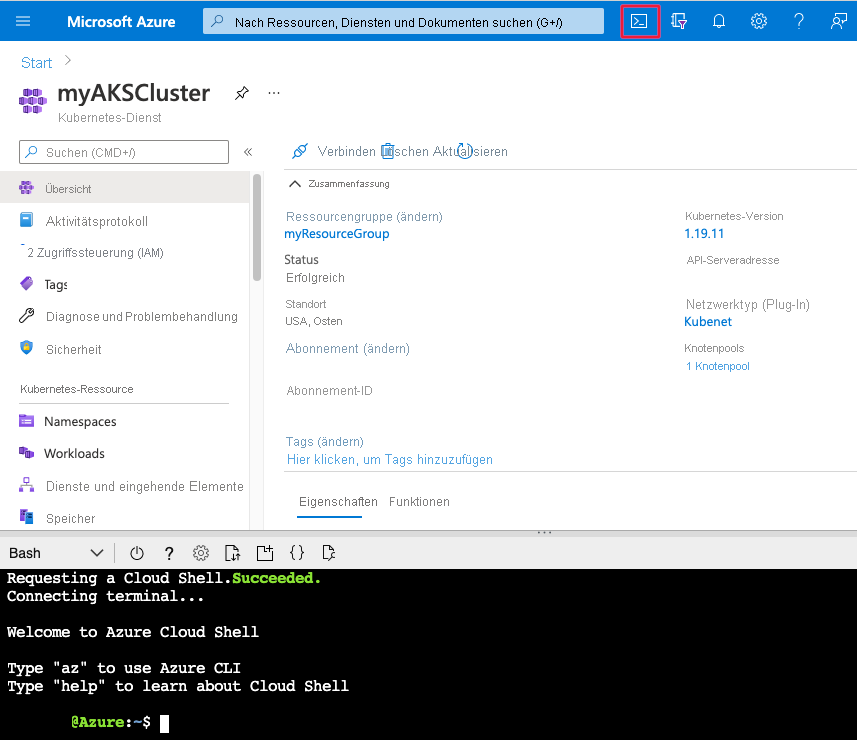 Microsoft Azure
Nach Ressourcen, Diensten und Dokumenten suchen (G+/)
Start
myAKSCluster
Kubernetes-Dienst
Suchen (CMD+/)
Übersicht
Aktivitätsprotokoll
2 Zugriffssteuerung (IAM)
Tags
Diagnose und Problembehandlung
Sicherheit
Kubernetes-Ressource
Namespaces
Workloads
Dienste und eingehende Elemente
Speicher
Verbinden schen Aktualisieren
Zusammenfassung
Ressourcengruppe (ändern)
myResourceGroup
Status
Erfolgreich
Standort
USA, Osten
Abonnement (ändern)
Abonnement-ID
Tags (ändern)
Hier klicken, um Tags hinzuzufügen
Kubernetes-Version
1.19.11
API-Serveradresse
Netzwerktyp (Plug-In)
Kubenet
Knotenpools
1 Knotenpool
Eigenschaften Funktionen
Bash
Requesting a Cloud Shell.Succeeded.
Connecting terminal...
Welcome to Azure Cloud Shell
Type "az" to use Azure CLI
Type "help" to learn about Cloud Shell
@Azure:~$